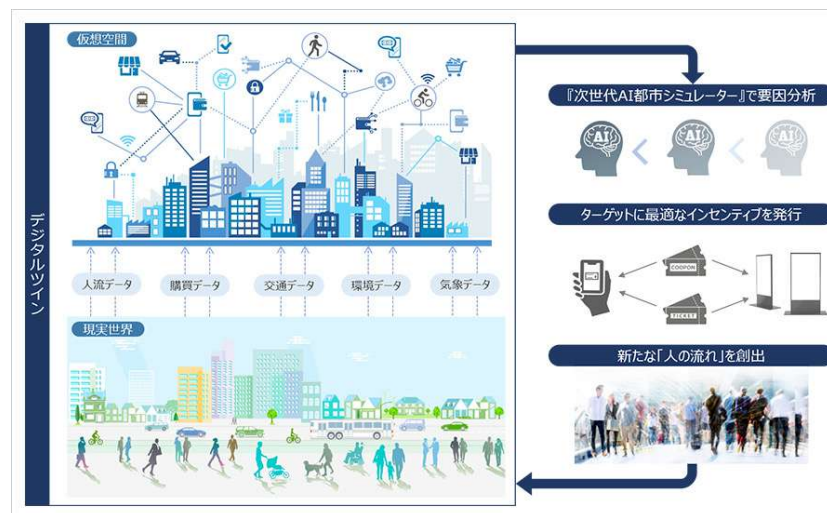 デジタルツイン
仮想空間
人流データ
購買データ
交通データ
環境データ
気象データ
現実世界
『次世代AI都市シミュレーター』で要因分析
AI
AI
AI
ターゲットに最適なインセンティブを発行
COUPON
TICKET
新たな「人の流れ」を創出